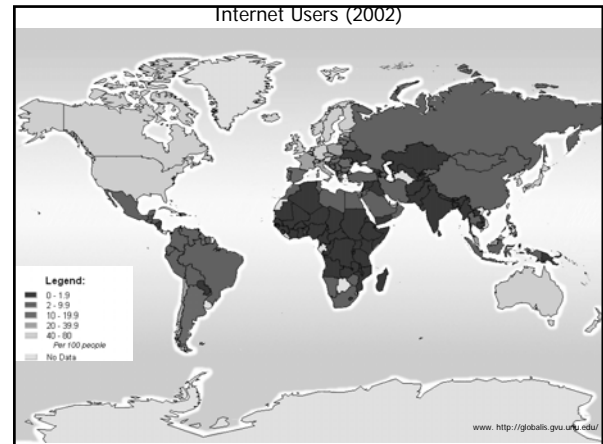 Internet Users (2002)
Legend:
0 - 1.9
2 - 9.9
10 - 19.9
20 - 39.9
40 - 80
Per 100 people
No Data
www. http://globalis.gvu.unu.edu/